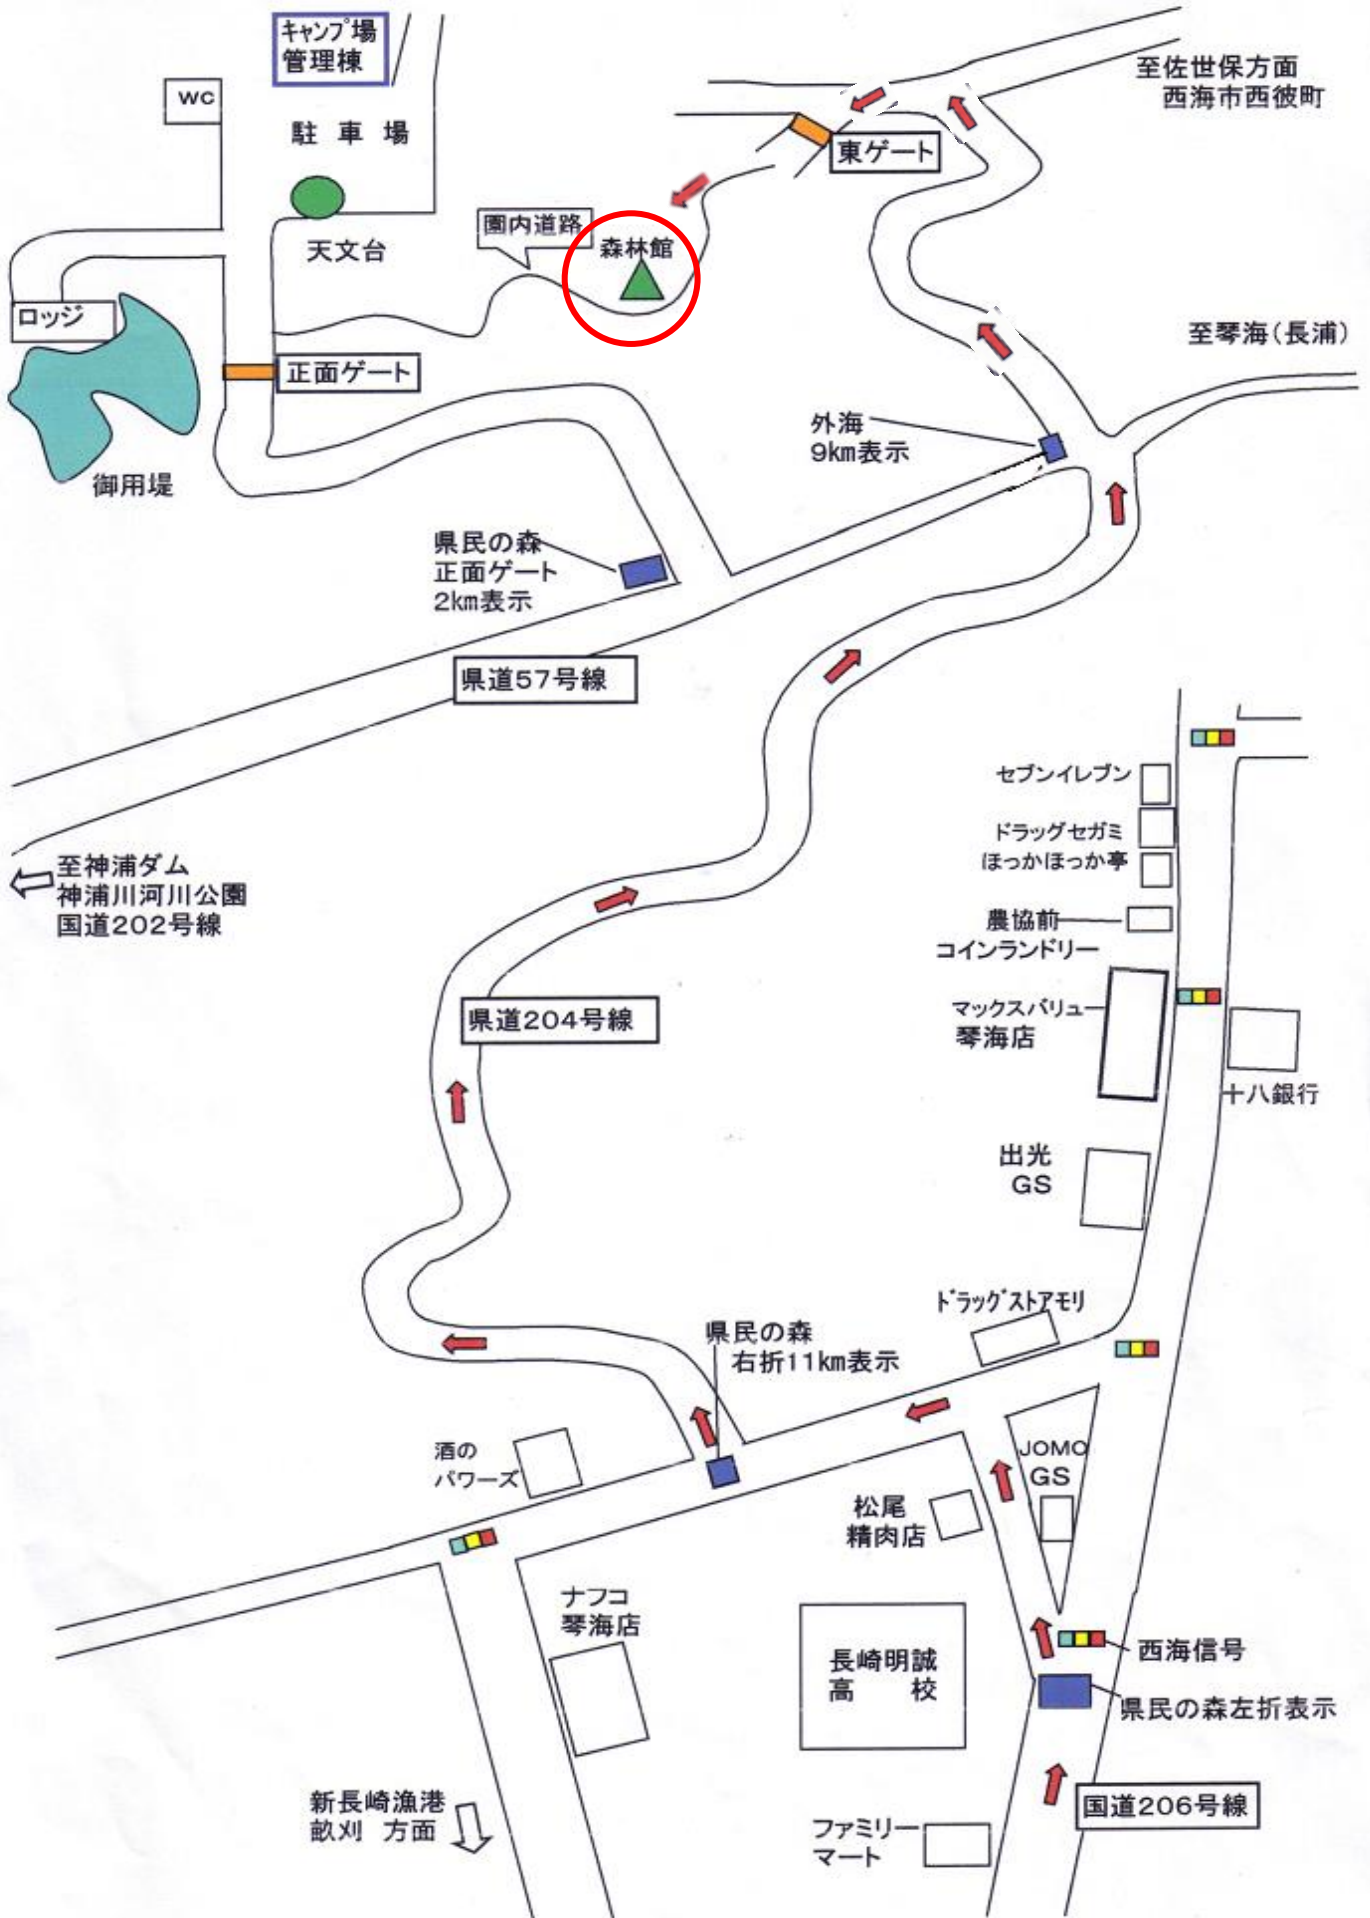 キャンプ場
管理棟
WC
駐 車 場
天文台
園内道路
森林館
東ゲート
至佐世保方面
西海市西彼町
ロッジ
正面ゲート
御用堤
至琴海（長浦）
外海
9km表示
県民の森
正面ゲート
2km表示
県道57号線
至神浦ダム
神浦川河川公園
国道202号線
セブンイレブン
ドラッグセガミ
ほっかほっか亭
農協前
コインランドリー
マックスバリュー
琴海店
十八銀行
県道204号線
出光
GS
ドラッグストアモリ
県民の森
右折11km表示
酒の
パワーズ
JOMO
GS
松尾
精肉店
ナフコ
琴海店
長崎明誠
高 校
西海信号
県民の森左折表示
国道206号線
新長崎漁港
畝刈 方面
ファミリー
マート